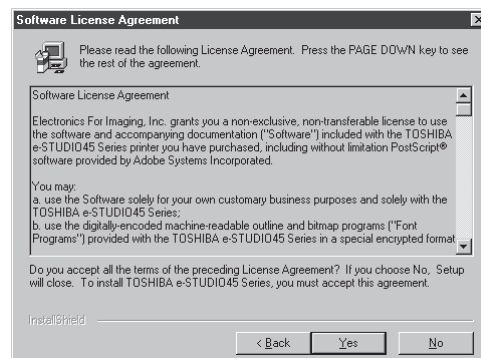 Software License Agreement
Please read the following License Agreement. Press the PAGE DOWN key to see
the rest of the agreement.
Software License Agreement
Electronics For Imaging, Inc. grants you a non-exclusive, non-transferable license to use
the software and accompanying documentation ("Software") included with the TOSHIBA
e-STUDIO45 Series printer you have purchased, including without limitation PostScript®
software provided by Adobe Systems Incorporated.
You may:
a. use the Software solely for your own customary business purposes and solely with the
TOSHIBA e-STUDIO45 Series;
b. use the digitally-encoded machine-readable outline and bitmap programs ("Font
Programs") provided with the TOSHIBA e-STUDIO45 Series in a special encrypted format
Do you accept all the terms of the preceding License Agreement? If you choose No, Setup
will close. To install TOSHIBA e-STUDIO45 Series, you must accept this agreement.
InstallShield
< Back Yes No